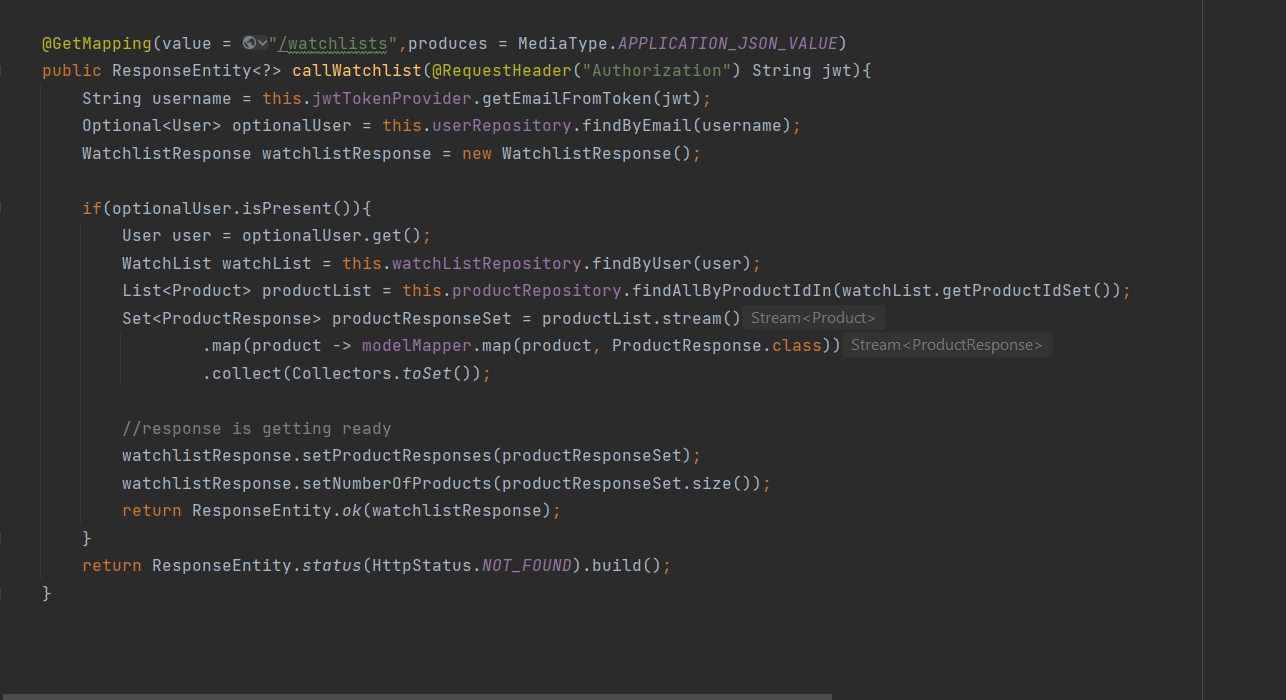 @GetMapping(value = "/watchlists",produces = MediaType.APPLICATION_JSON_VALUE)
public ResponseEntity<?> callWatchlist(@RequestHeader("Authorization") String jwt){
String username = this.jwtTokenProvider.getEmailFromToken(jwt);
Optional<User> optionalUser = this.userRepository.findByEmail(username);
WatchlistResponse watchlistResponse = new WatchlistResponse();
if(optionalUser.isPresent()){
User user = optionalUser.get();
WatchList watchList = this.watchListRepository.findByUser(user);
List<Product> productList = this.productRepository.findAllByProductIdIn(watchList.getProductIdSet());
Set<ProductResponse> productResponseSet = productList.stream() Stream<Product>
.map(product -> modelMapper.map(product, ProductResponse.class)) Stream<ProductResponse>
.collect(Collectors.toSet());
//response is getting ready
watchlistResponse.setProductResponses(productResponseSet);
watchlistResponse.setNumberOfProducts(productResponseSet.size());
return ResponseEntity.ok(watchlistResponse);
}
return ResponseEntity.status(HttpStatus.NOT_FOUND).build();
}